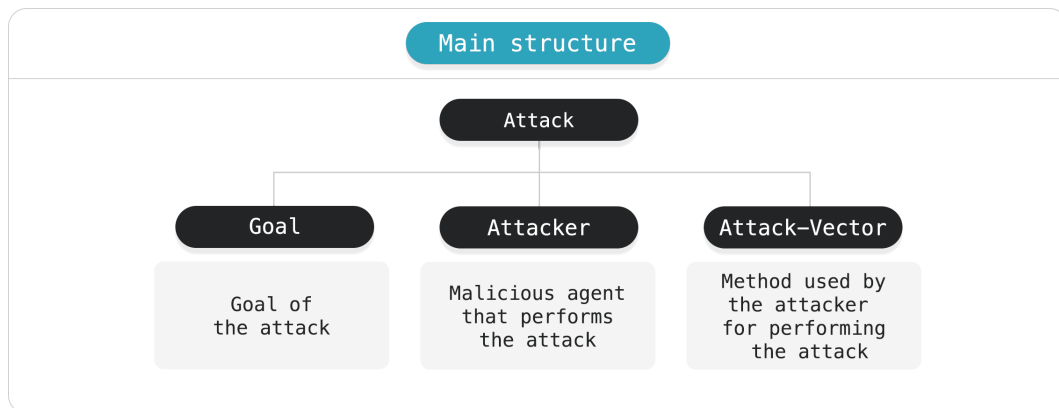 Main structure
Attack
Goal
Attacker
Attack-Vector
Goal of
the attack
Malicious agent
that performs
the attack
Method used by
the attacker
for performing
the attack